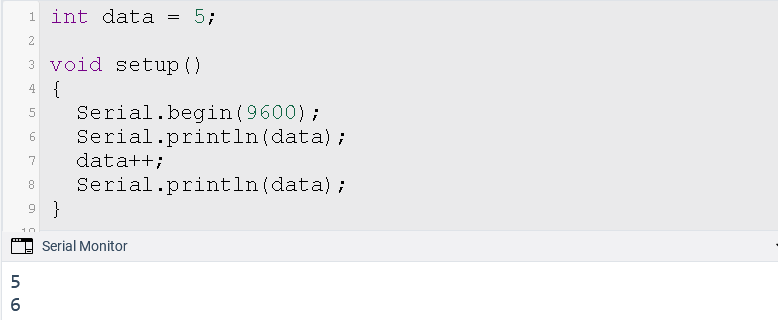 1 int data = 5;
2
3 void setup()
4 {
5   Serial.begin(9600);
6   Serial.println(data);
7   data++;
8   Serial.println(data);
9 }
10
Serial Monitor
5
6